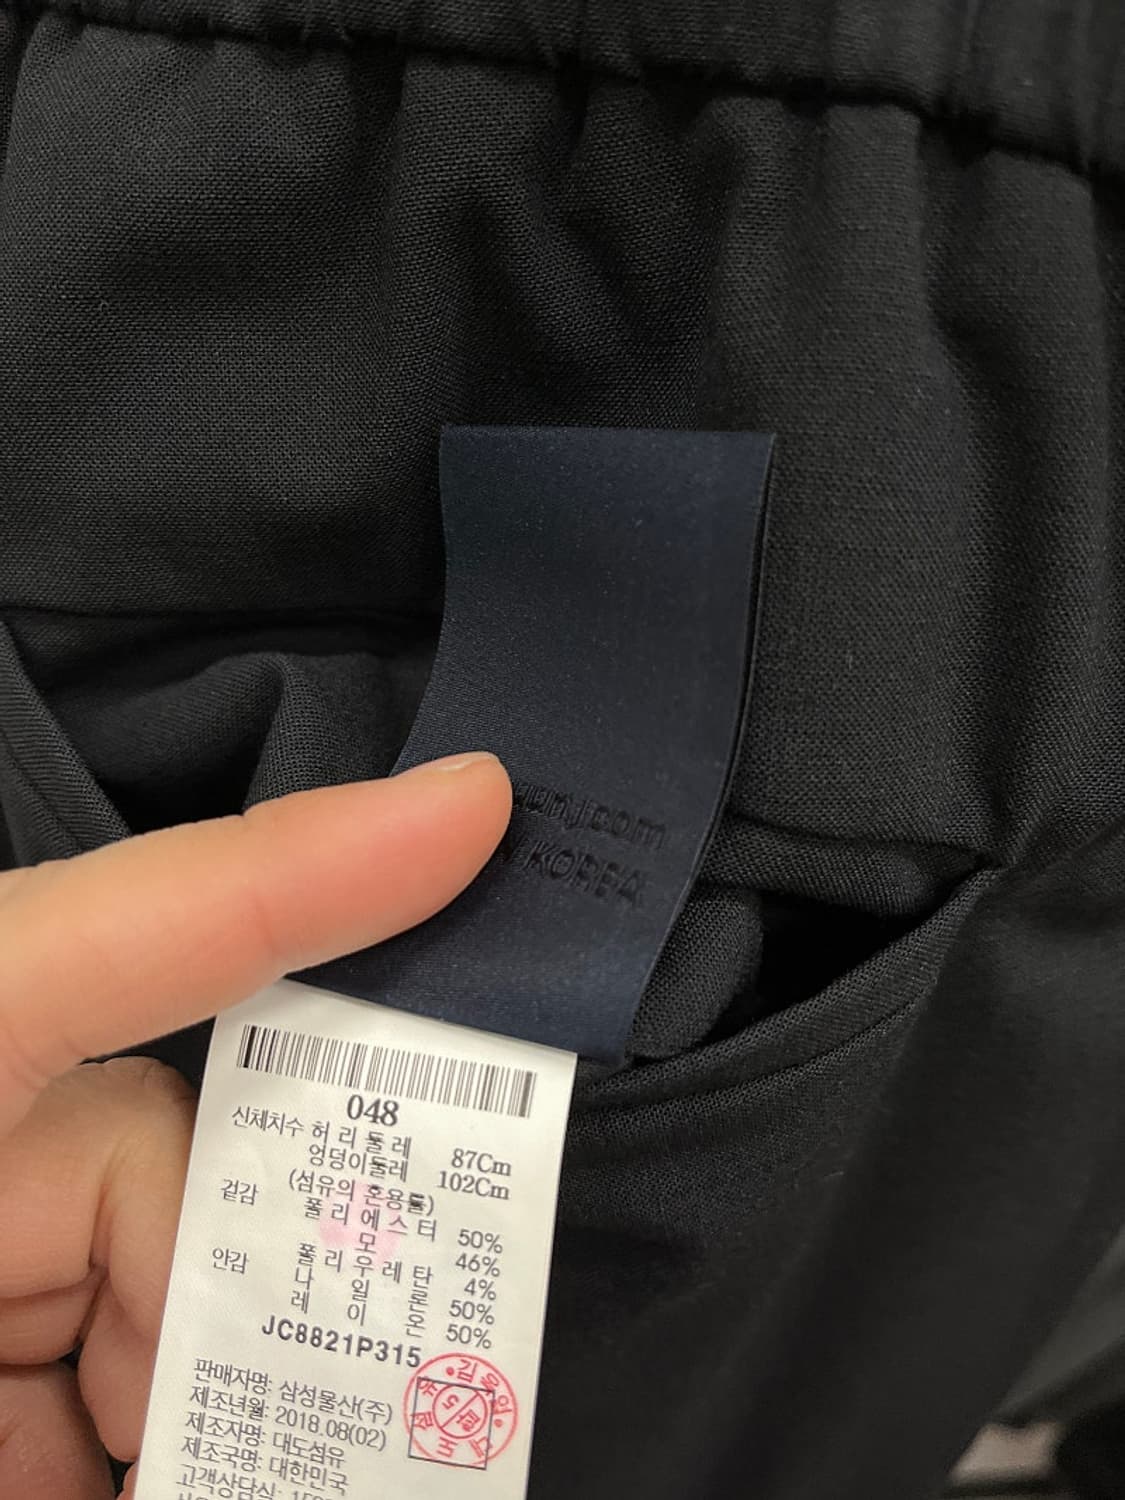 KOREA
048
신체치수 허리둘레 87Cm
엉덩이둘레 102Cm
(섬유의 혼용률)
겉감 폴리에스터 50%
모 46%
폴리우레탄 4%
안감 나일론 50%
레이온 50%
JC8821P315
판매자명: 삼성물산(주)
제조년월: 2018.08(02)
제조자명: 대도섬유
제조국명: 대한민국
고객상담실: